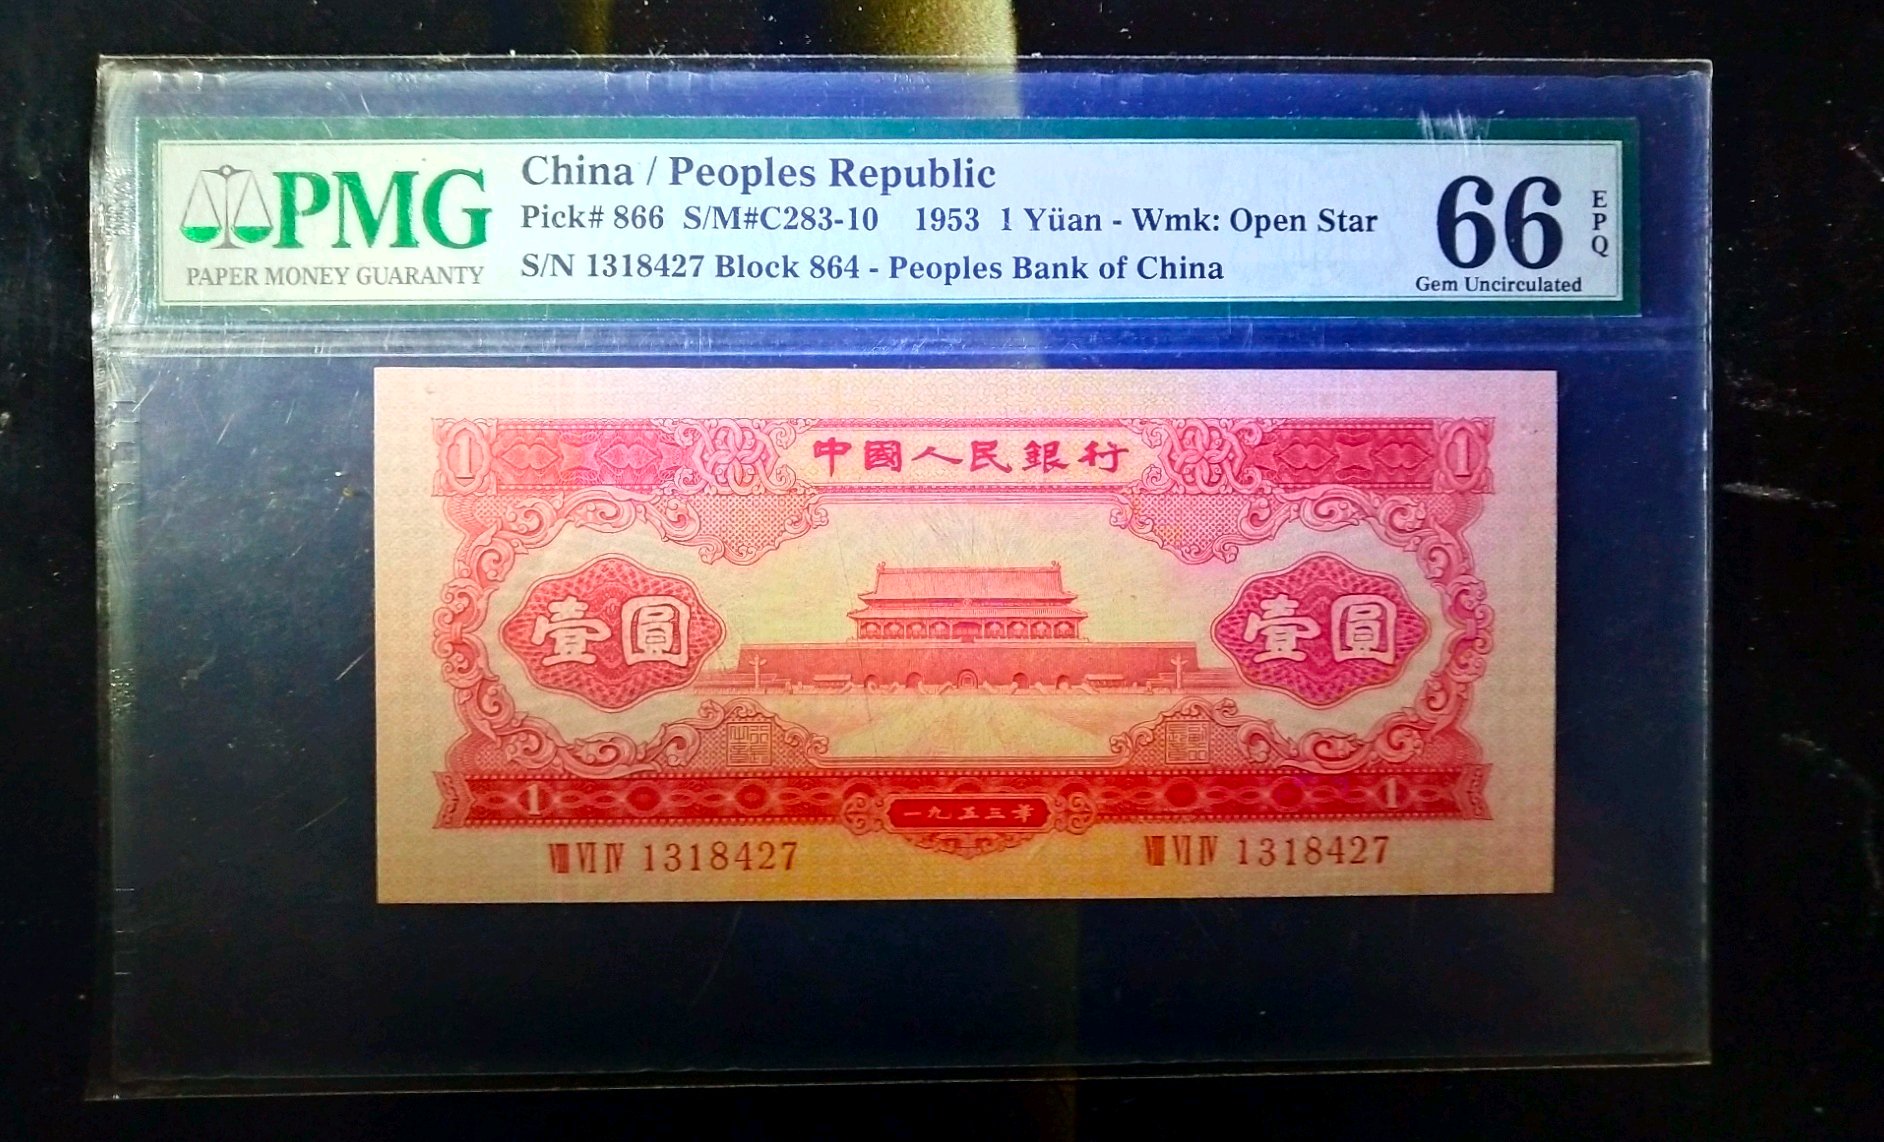 PMG
PAPER MONEY GUARANTY
China / Peoples Republic
Pick# 866 S/M#C283-10 1953 1 Yüan - Wmk: Open Star
S/N 1318427 Block 864 - Peoples Bank of China
66
EPQ
Gem Uncirculated
1 中國人民銀行 1
壹圓 壹圓
1 一九五三年 1
VIII VI IV 1318427 VIII VI IV 1318427